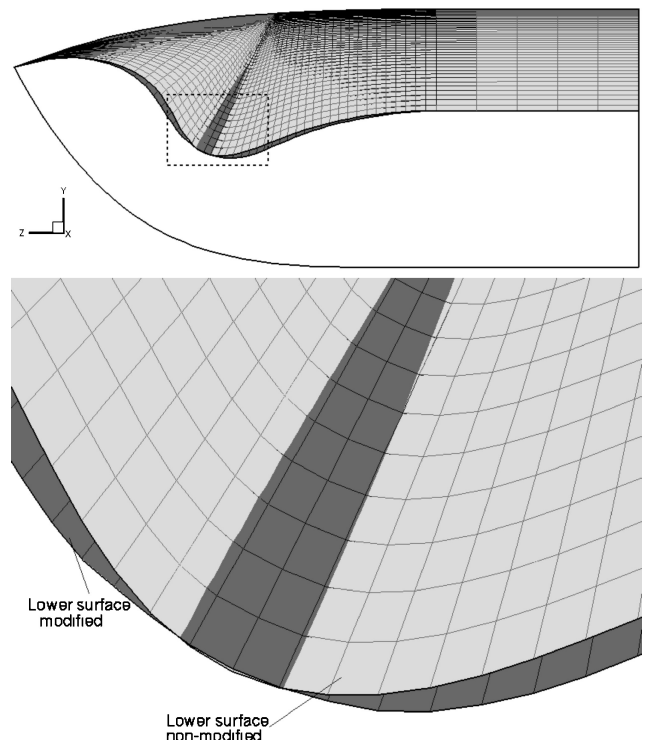 Y
Z
X
Lower surface
modified
Lower surface
non-modified